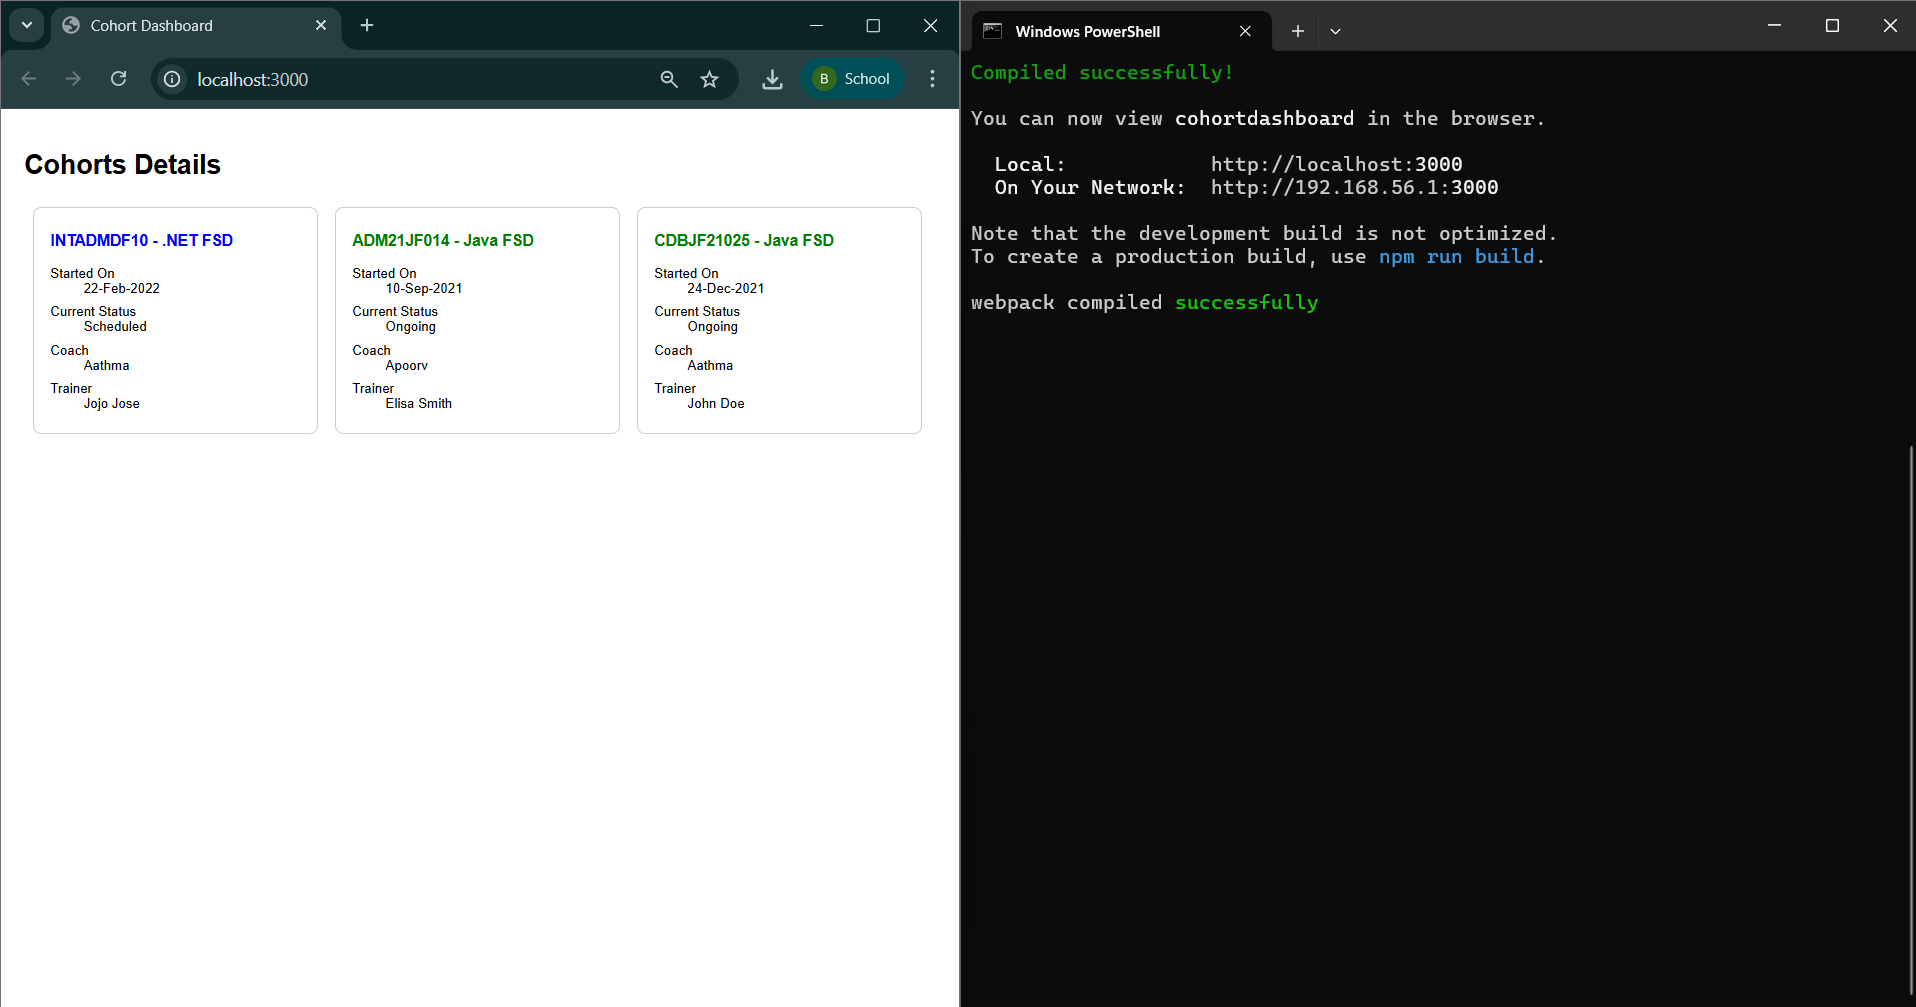 Cohort Dashboard
localhost:3000
B School
Cohorts Details
INTADMDF10 - .NET FSD
Started On
22-Feb-2022
Current Status
Scheduled
Coach
Aathma
Trainer
Jojo Jose
ADM21JF014 - Java FSD
Started On
10-Sep-2021
Current Status
Ongoing
Coach
Apoorv
Trainer
Elisa Smith
CDBJF21025 - Java FSD
Started On
24-Dec-2021
Current Status
Ongoing
Coach
Aathma
Trainer
John Doe
Windows PowerShell
Compiled successfully!
You can now view cohortdashboard in the browser.
Local: http://localhost:3000
On Your Network: http://192.168.56.1:3000
Note that the development build is not optimized.
To create a production build, use npm run build.
webpack compiled successfully